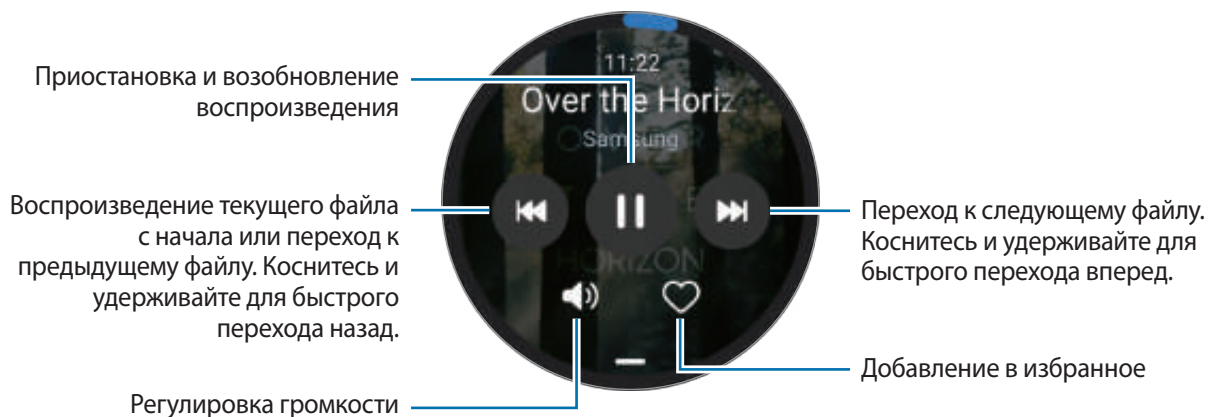 Приостановка и возобновление
воспроизведения
11:22
Over the Horiz
Samsung
Воспроизведение текущего файла
с начала или переход к
предыдущему файлу. Коснитесь и
удерживайте для быстрого
перехода назад.
HORIZON
Переход к следующему файлу.
Коснитесь и удерживайте для
быстрого перехода вперед.
Добавление в избранное
Регулировка громкости